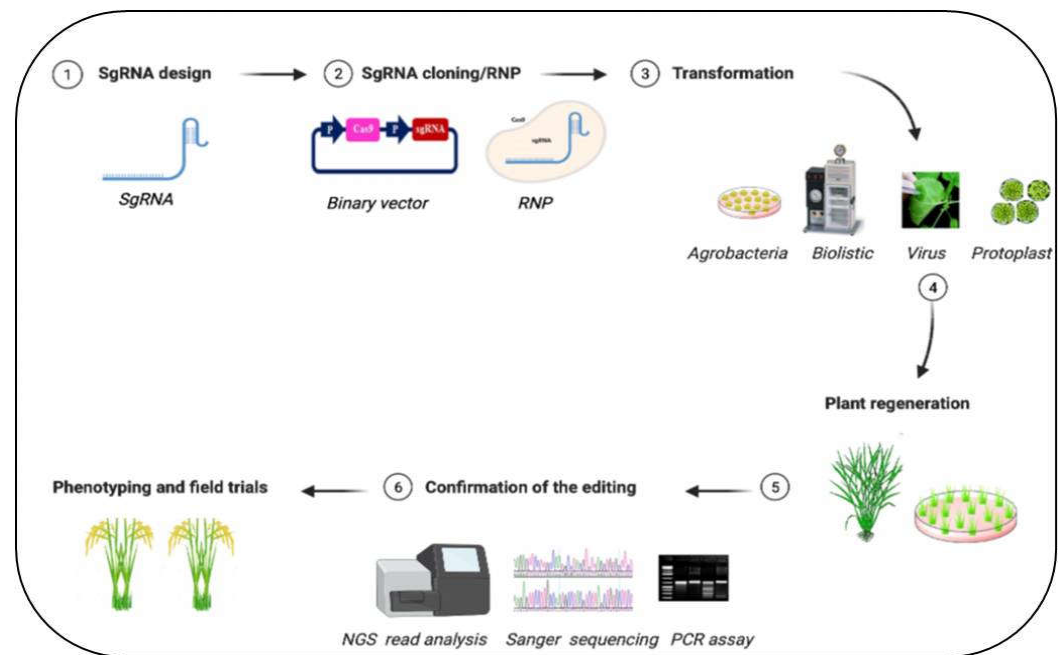 1 SgRNA design
2 SgRNA cloning/RNP
3 Transformation
P Cas9 P sgRNA
Cas9
sgRNA
SgRNA
Binary vector
RNP
Agrobacteria
Biolistic
Virus
Protoplast
4
Plant regeneration
5
6 Confirmation of the editing
Phenotyping and field trials
NGS read analysis
Sanger sequencing
PCR assay